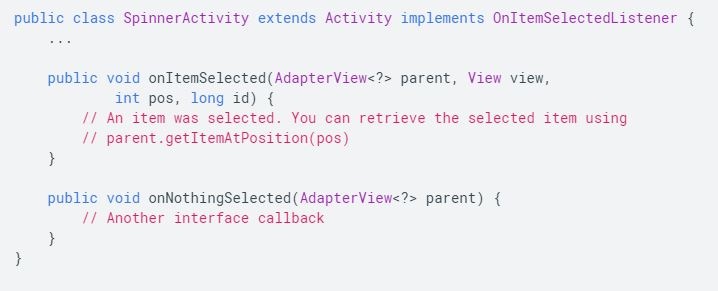 public class SpinnerActivity extends Activity implements OnItemSelectedListener {
    ...
    public void onItemSelected(AdapterView<?> parent, View view,
            int pos, long id) {
        // An item was selected. You can retrieve the selected item using
        // parent.getItemAtPosition(pos)
    }
    public void onNothingSelected(AdapterView<?> parent) {
        // Another interface callback
    }
}